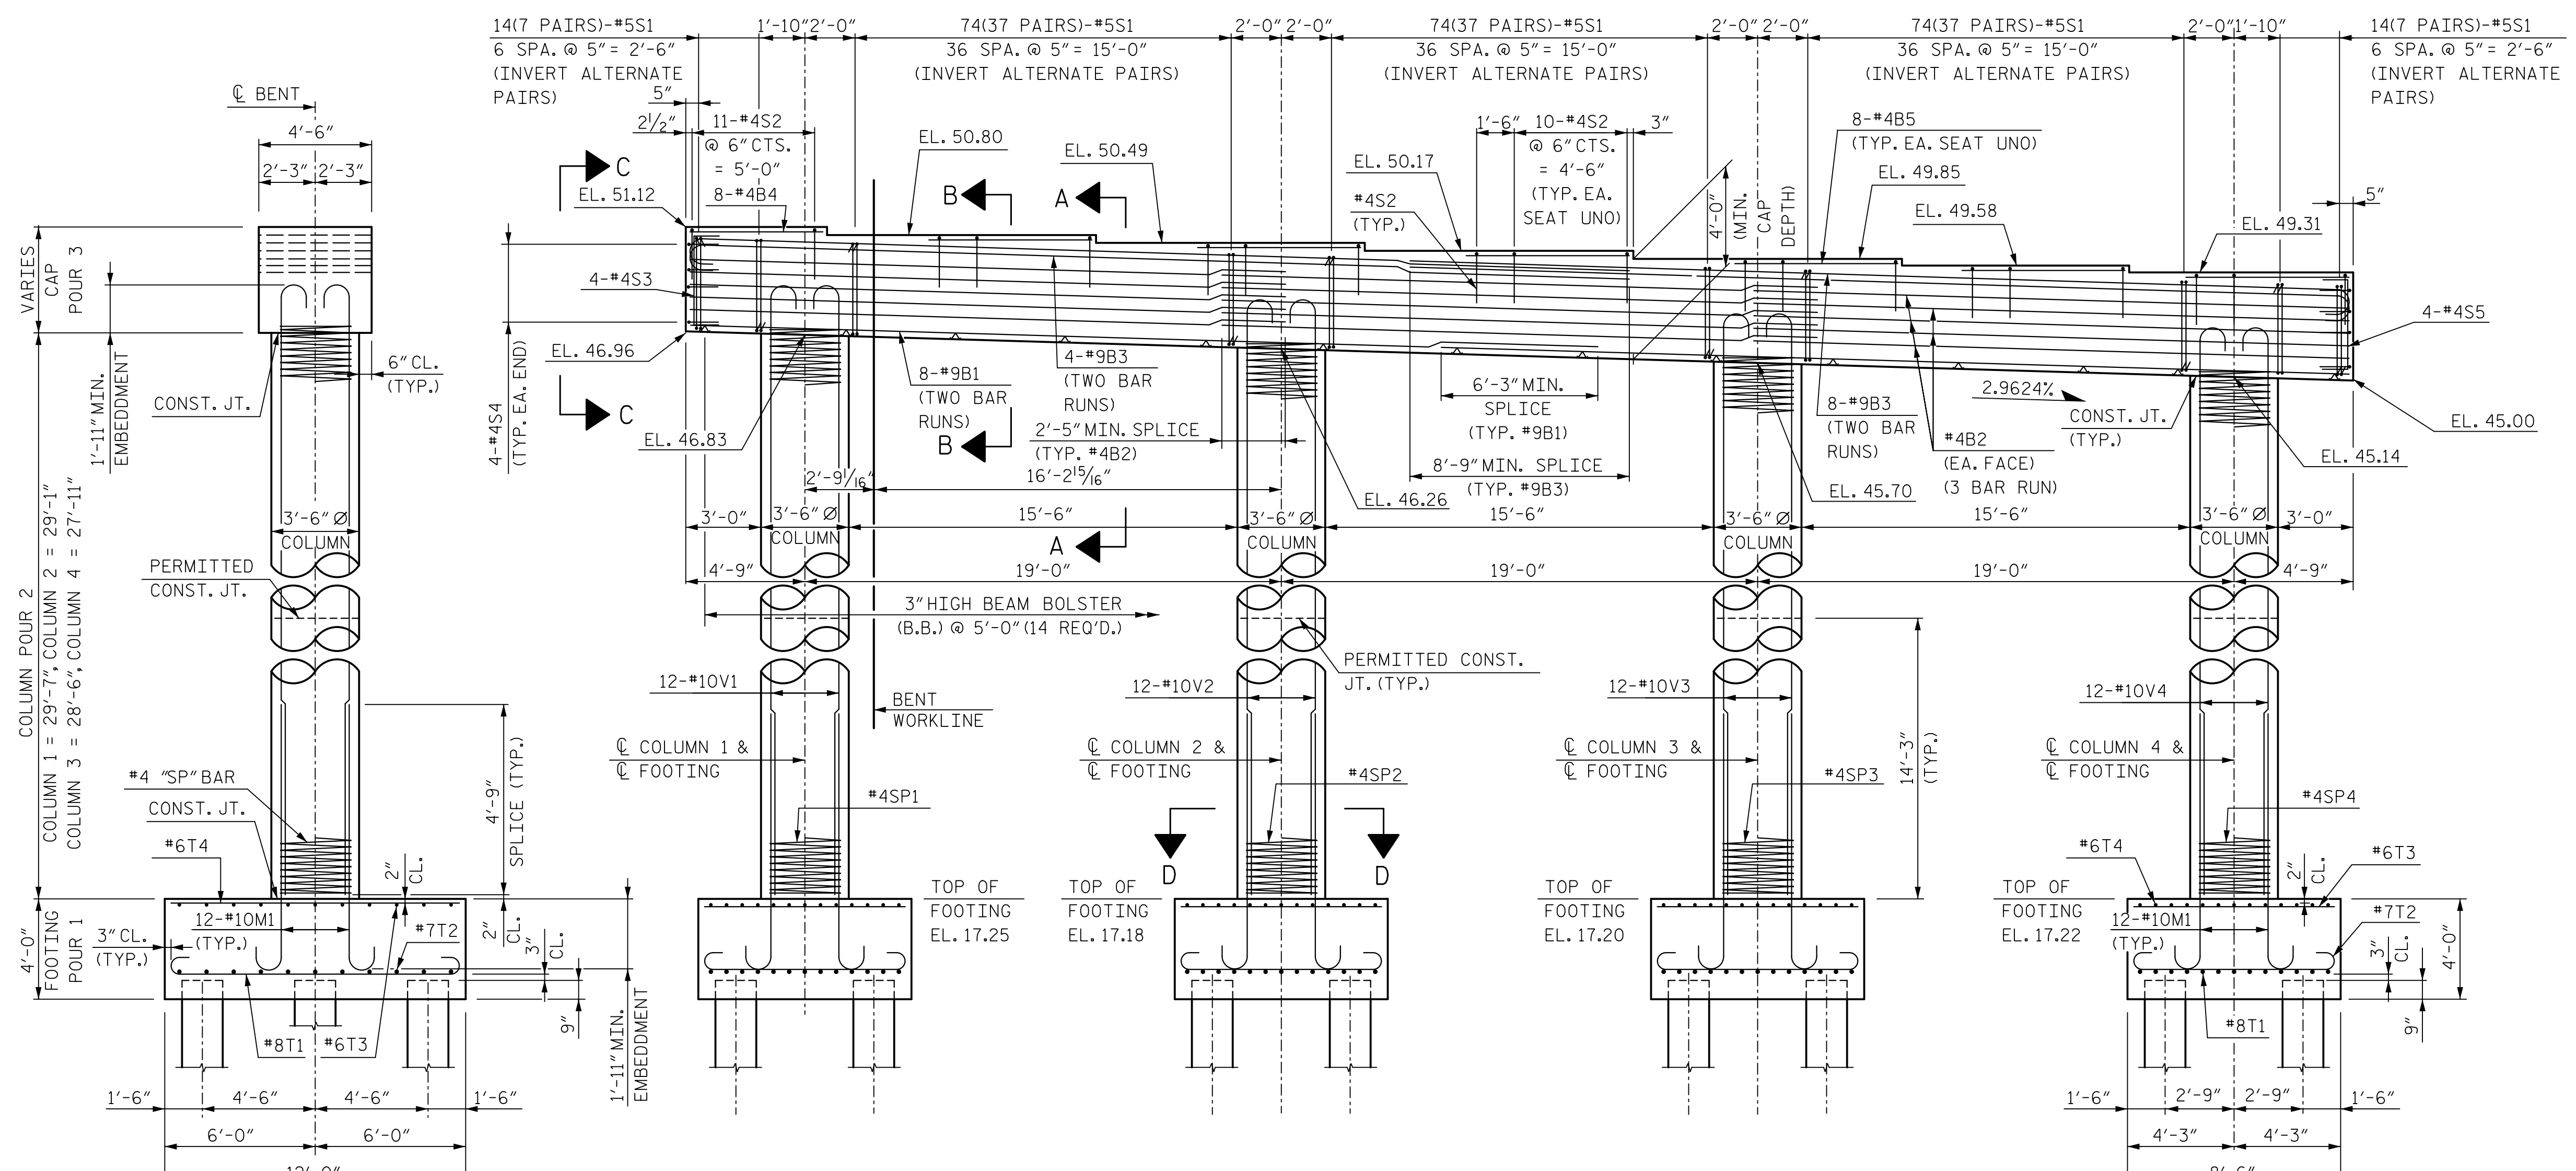 14(7 PAIRS)-#5S1
6 SPA. @ 5" = 2'-6"
(INVERT ALTERNATE
PAIRS)
1'-10"
2'-0"
74(37 PAIRS)-#5S1
36 SPA. @ 5" = 15'-0"
(INVERT ALTERNATE PAIRS)
2'-0"
2'-0"
74(37 PAIRS)-#5S1
36 SPA. @ 5" = 15'-0"
(INVERT ALTERNATE PAIRS)
2'-0"
2'-0"
74(37 PAIRS)-#5S1
36 SPA. @ 5" = 15'-0"
(INVERT ALTERNATE PAIRS)
2'-0"
1'-10"
14(7 PAIRS)-#5S1
6 SPA. @ 5" = 2'-6"
(INVERT ALTERNATE
PAIRS)
℄ BENT
4'-6"
2'-3"
2'-3"
VARIES
CAP
POUR 3
1'-11" MIN.
EMBEDDMENT
CONST. JT.
6" CL.
(TYP.)
3'-6" Ø
COLUMN
PERMITTED
CONST. JT.
COLUMN POUR 2
COLUMN 1 = 29'-7", COLUMN 2 = 29'-1"
COLUMN 3 = 28'-6", COLUMN 4 = 27'-11"
#4 "SP" BAR
CONST. JT.
#6T4
4'-9"
SPLICE (TYP.)
2"
CL.
4'-0"
FOOTING
POUR 1
12-#10M1
(TYP.)
3" CL.
(TYP.)
#7T2
2"
CL.
3"
CL.
9"
#8T1
#6T3
1'-11" MIN.
EMBEDDMENT
1'-6"
4'-6"
4'-6"
1'-6"
6'-0"
6'-0"
12'-0"
5"
2 1/2"
11-#4S2
@ 6" CTS.
= 5'-0"
8-#4B4
C
EL. 51.12
EL. 50.80
EL. 50.49
B
A
EL. 50.17
#4S2
(TYP.)
1'-6"
10-#4S2
@ 6" CTS.
= 4'-6"
(TYP. EA.
SEAT UNO)
3"
4'-0"
(MIN.
CAP
DEPTH)
8-#4B5
(TYP. EA. SEAT UNO)
EL. 49.85
EL. 49.58
EL. 49.31
5"
4-#4S3
4-#4S4
(TYP. EA. END)
EL. 46.96
C
EL. 46.83
8-#9B1
(TWO BAR
RUNS)
B
4-#9B3
(TWO BAR
RUNS)
2'-5" MIN. SPLICE
(TYP. #4B2)
2'-9 1/16"
16'-2 15/16"
EL. 46.26
6'-3" MIN.
SPLICE
(TYP. #9B1)
8'-9" MIN. SPLICE
(TYP. #9B3)
EL. 45.70
8-#9B3
(TWO BAR
RUNS)
#4B2
(EA. FACE)
(3 BAR RUN)
2.9624%
CONST. JT.
(TYP.)
4-#4S5
EL. 45.00
EL. 45.14
3'-0"
3'-6" Ø
COLUMN
15'-6"
A
3'-6" Ø
COLUMN
15'-6"
3'-6" Ø
COLUMN
15'-6"
3'-6" Ø
COLUMN
3'-0"
4'-9"
19'-0"
19'-0"
19'-0"
4'-9"
3" HIGH BEAM BOLSTER
(B.B.) @ 5'-0" (14 REQ'D.)
PERMITTED CONST.
JT. (TYP.)
12-#10V1
12-#10V2
12-#10V3
12-#10V4
BENT
WORKLINE
℄ COLUMN 1 &
℄ FOOTING
℄ COLUMN 2 &
℄ FOOTING
℄ COLUMN 3 &
℄ FOOTING
℄ COLUMN 4 &
℄ FOOTING
14'-3"
(TYP.)
#4SP1
#4SP2
#4SP3
#4SP4
D
D
TOP OF
FOOTING
EL. 17.25
TOP OF
FOOTING
EL. 17.18
TOP OF
FOOTING
EL. 17.20
TOP OF
FOOTING
EL. 17.22
#6T4
2"
CL.
#6T3
12-#10M1
(TYP.)
#7T2
3"
CL.
4'-0"
9"
#8T1
1'-6"
2'-9"
2'-9"
1'-6"
4'-3"
4'-3"
8'-6"